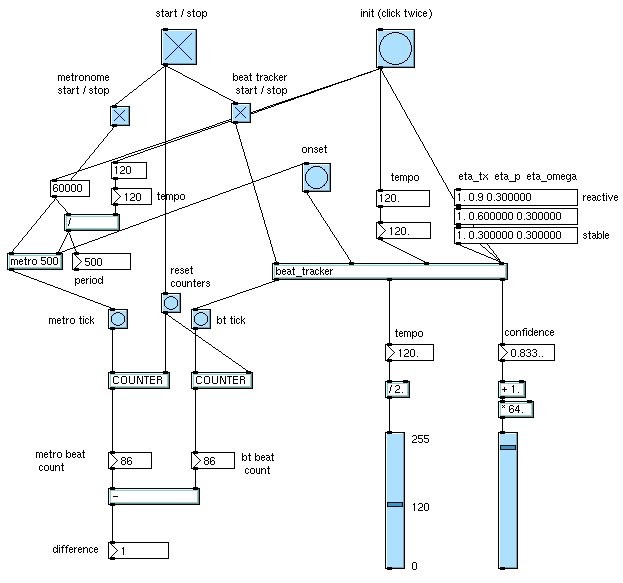 start / stop
init (click twice)
metronome
start / stop
beat tracker
start / stop
onset
120
60000
120
tempo
/
metro 500
500
period
tempo
120.
120.
eta_tx eta_p eta_omega
1. 0.9 0.300000
reactive
1. 0.600000 0.300000
1. 0.300000 0.300000
stable
beat_tracker
reset
counters
metro tick
bt tick
tempo
confidence
120.
0.833..
COUNTER
COUNTER
/ 2.
+ 1.
* 64.
metro beat
count
86
86
bt beat
count
-
difference
1
255
120
0